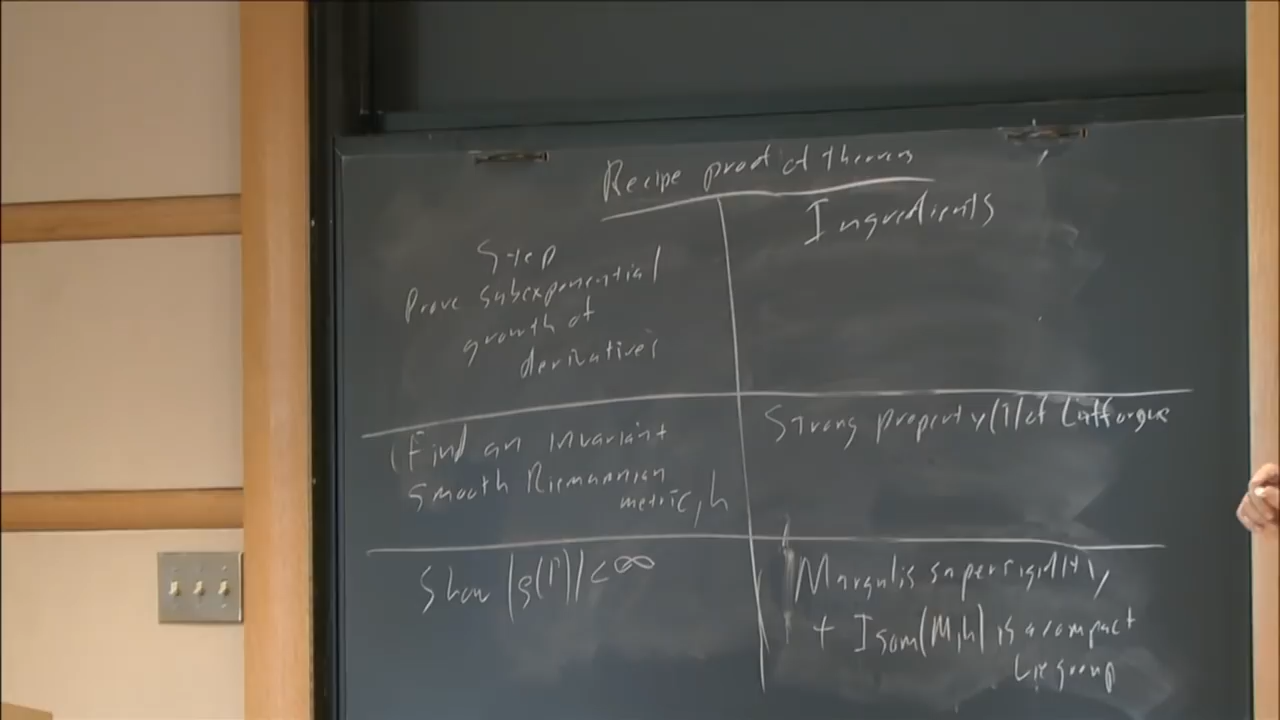 Recipe proof of theorem
Step
Ingredients
Prove subexponential
growth of
derivatives
Find an invariant
smooth Riemannian
metric, h
Strong property (T) of Lafforgue
Show |ρ(Γ)| < ∞
Margulis superrigidity
+ Isom(M,h) is a compact
Lie group